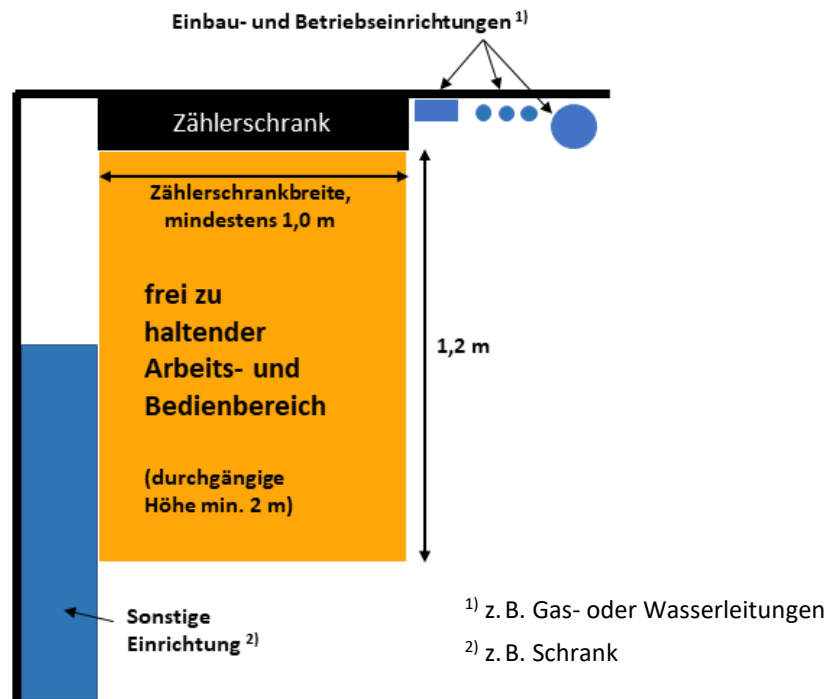 Einbau- und Betriebseinrichtungen 1)
Zählerschrank
Zählerschrankbreite,
mindestens 1,0 m
frei zu
haltender
Arbeits- und
Bedienbereich
(durchgängige
Höhe min. 2 m)
1,2 m
Sonstige
Einrichtung 2)
1) z. B. Gas- oder Wasserleitungen
2) z. B. Schrank